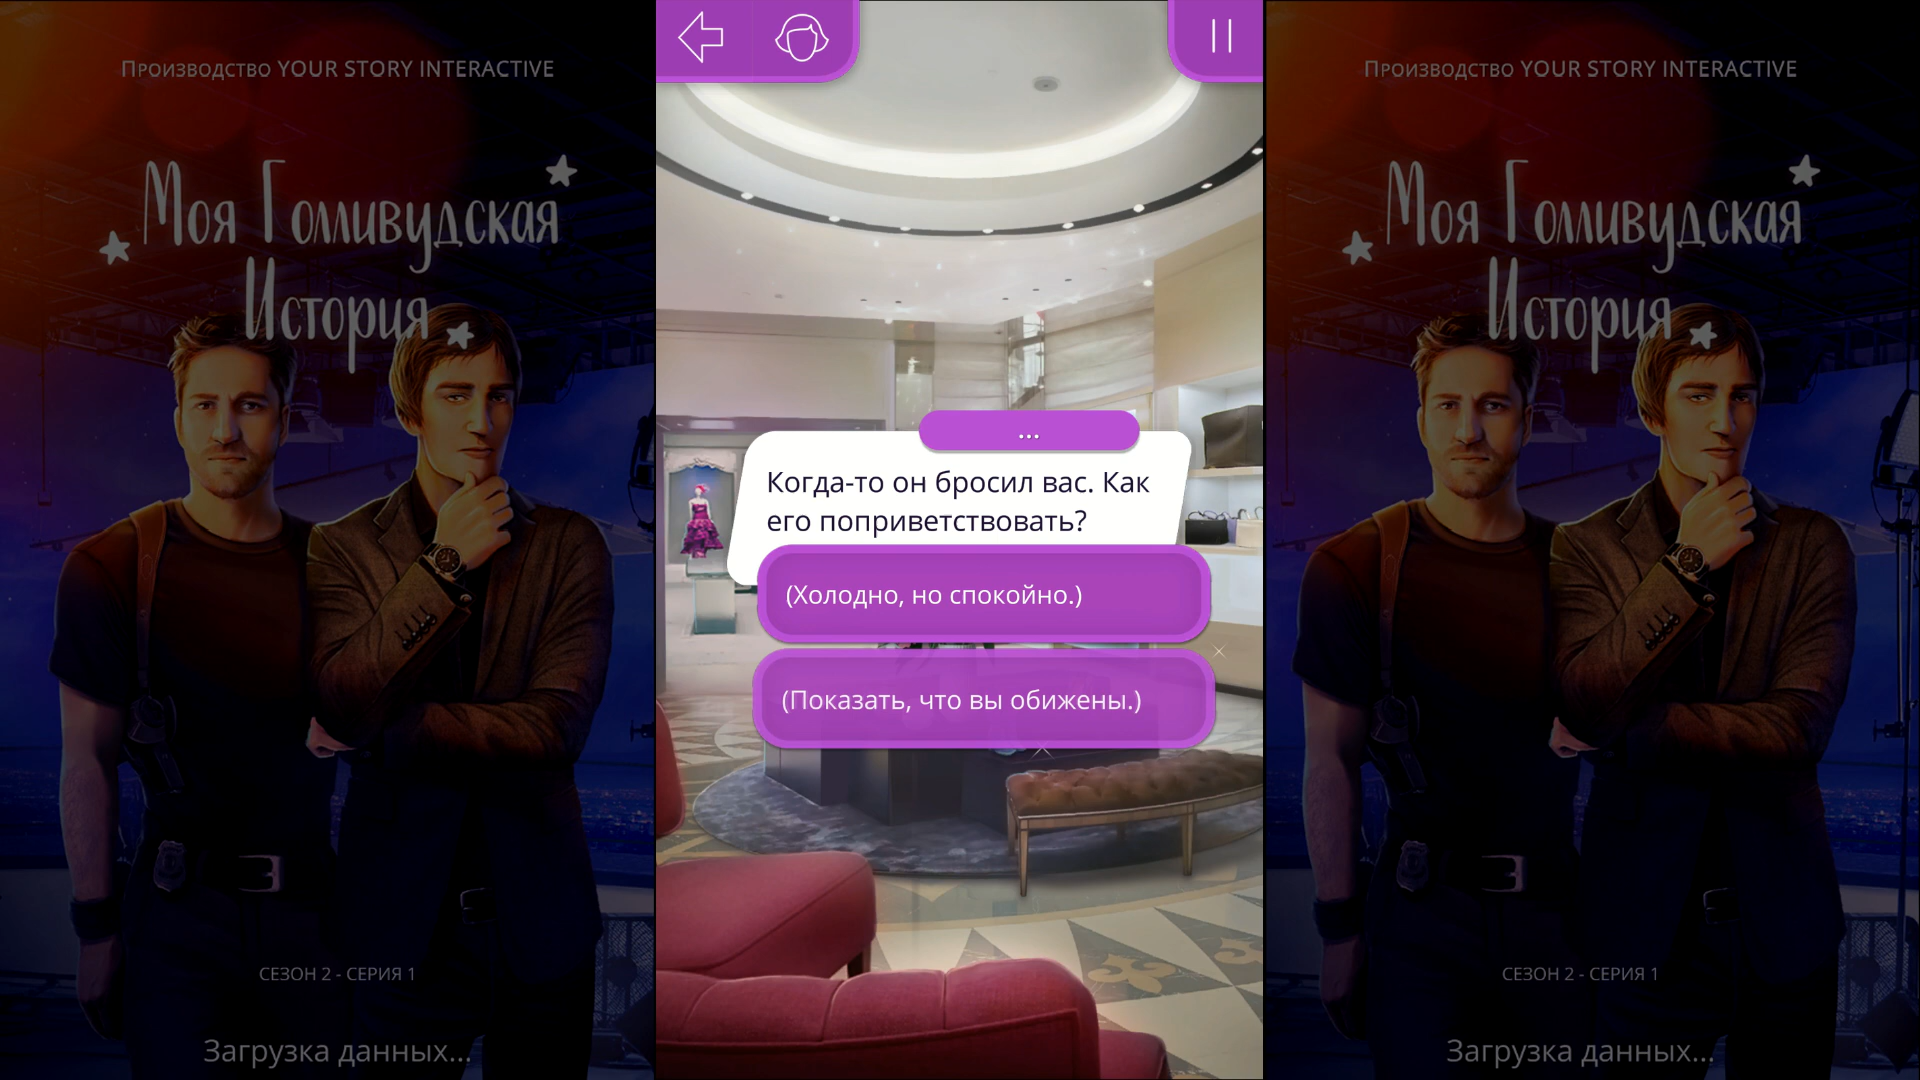 Производство YOUR STORY INTERACTIVE
Моя Голливудская
История
СЕЗОН 2 - СЕРИЯ 1
Загрузка данных...
...
Когда-то он бросил вас. Как
его поприветствовать?
(Холодно, но спокойно.)
(Показать, что вы обижены.)
Производство YOUR STORY INTERACTIVE
Моя Голливудская
История
СЕЗОН 2 - СЕРИЯ 1
Загрузка данных...